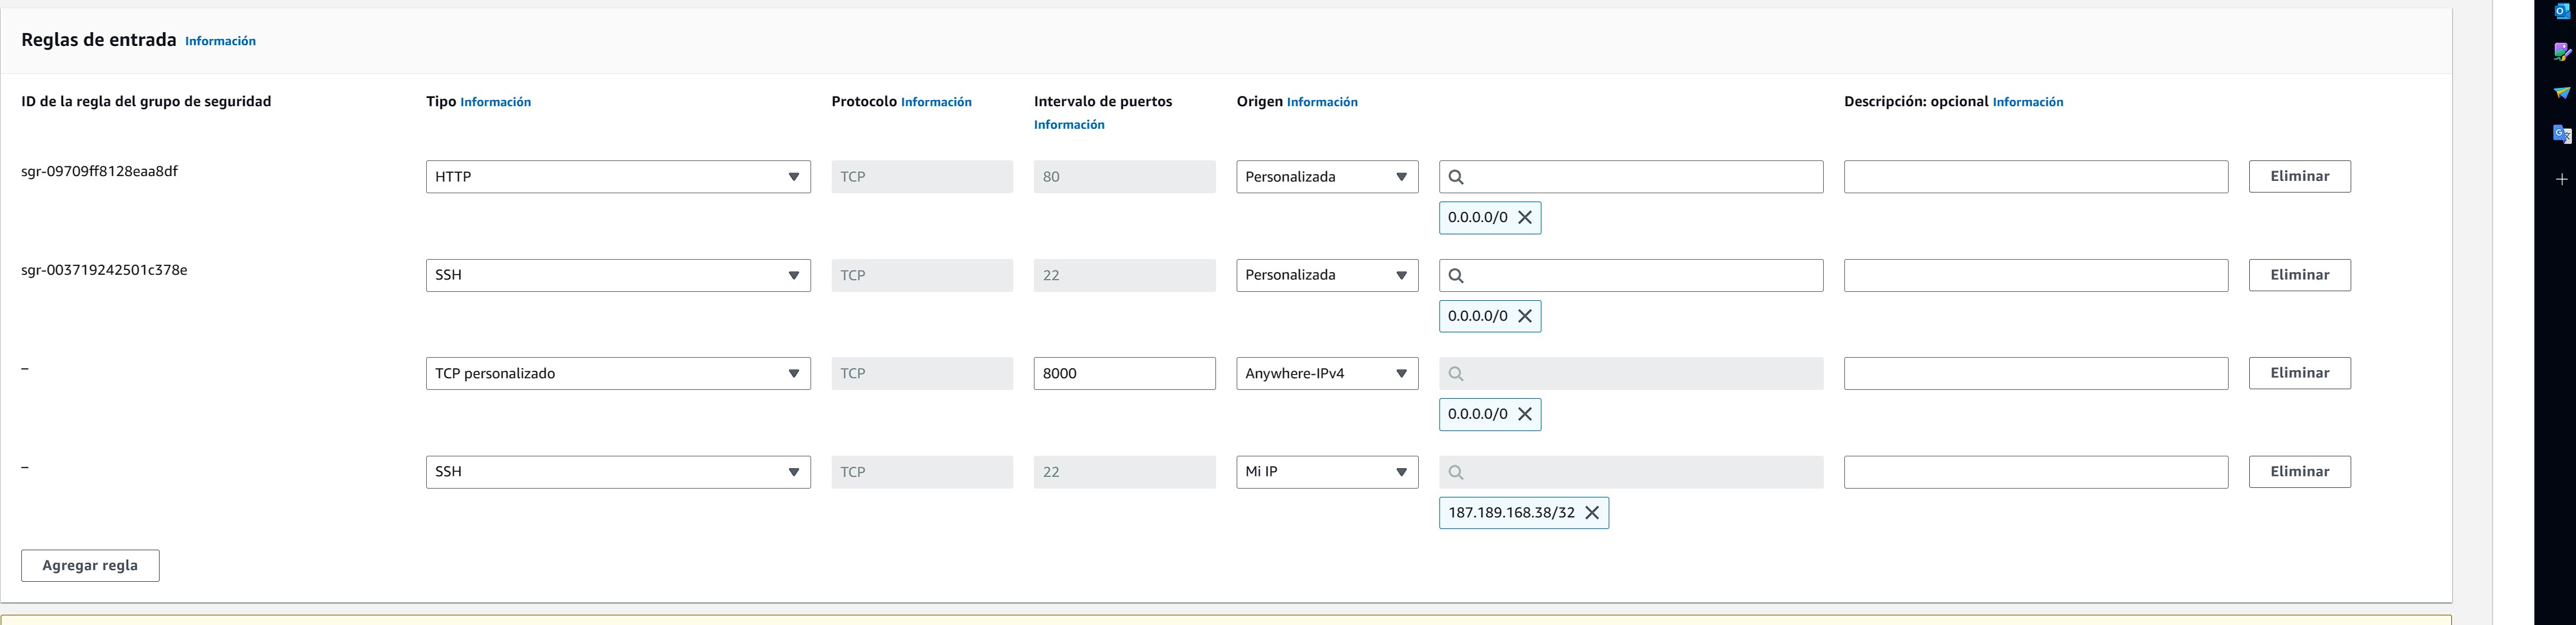 Reglas de entrada Información
ID de la regla del grupo de seguridad Tipo Información Protocolo Información Intervalo de puertos Información Origen Información Descripción: opcional Información
sgr-09709ff8128eaa8df HTTP TCP 80 Personalizada Eliminar
0.0.0.0/0
sgr-003719242501c378e SSH TCP 22 Personalizada Eliminar
0.0.0.0/0
– TCP personalizado TCP 8000 Anywhere-IPv4 Eliminar
0.0.0.0/0
– SSH TCP 22 Mi IP Eliminar
187.189.168.38/32
Agregar regla